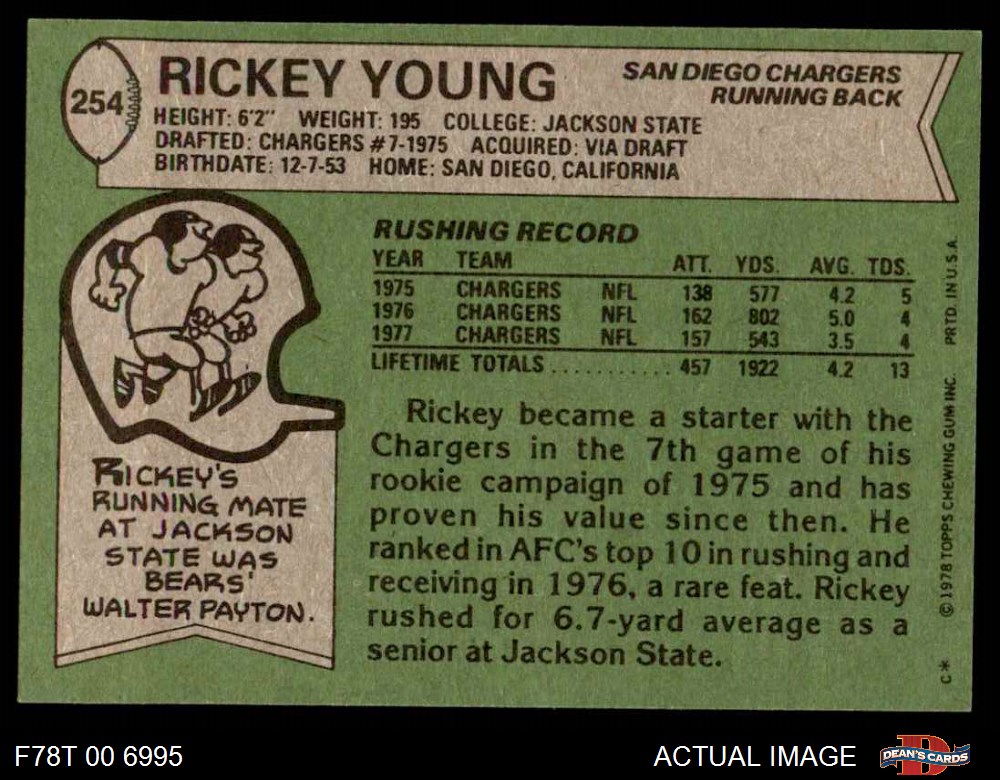 254
RICKEY YOUNG
SAN DIEGO CHARGERS
RUNNING BACK
HEIGHT: 6'2" WEIGHT: 195 COLLEGE: JACKSON STATE
DRAFTED: CHARGERS #7-1975 ACQUIRED: VIA DRAFT
BIRTHDATE: 12-7-53 HOME: SAN DIEGO, CALIFORNIA
RUSHING RECORD
YEAR TEAM ATT. YDS. AVG. TDS.
1975 CHARGERS NFL 138 577 4.2 5
1976 CHARGERS NFL 162 802 5.0 4
1977 CHARGERS NFL 157 543 3.5 4
LIFETIME TOTALS ........... 457 1922 4.2 13
Rickey became a starter with the
Chargers in the 7th game of his
rookie campaign of 1975 and has
proven his value since then. He
ranked in AFC's top 10 in rushing and
receiving in 1976, a rare feat. Rickey
rushed for 6.7-yard average as a
senior at Jackson State.
RICKEY'S
RUNNING MATE
AT JACKSON
STATE WAS
BEARS'
WALTER PAYTON.
C* © 1978 TOPPS CHEWING GUM INC. PRTD. IN U.S.A.
F78T 00 6995
ACTUAL IMAGE
D
DEAN'S CARDS